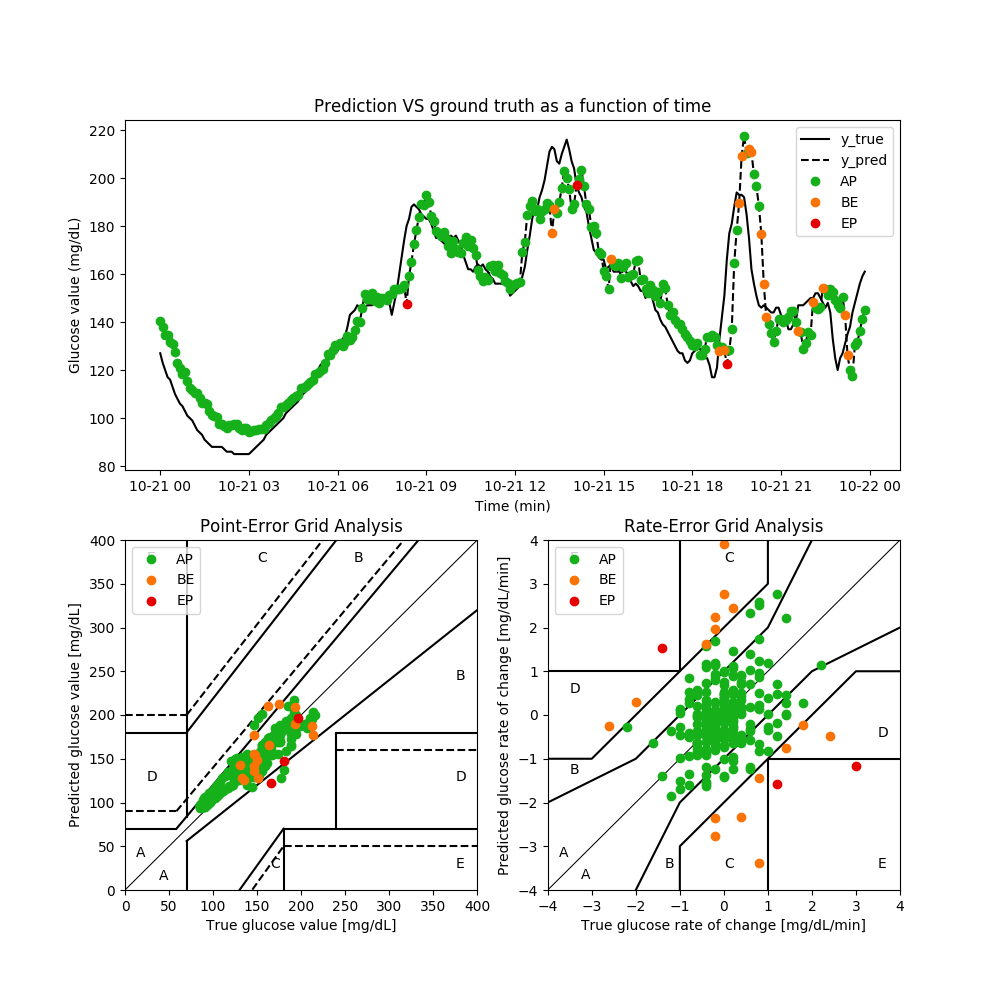 Prediction VS ground truth as a function of time
Glucose value (mg/dL)
220
200
180
160
140
120
100
80
y_true
y_pred
AP
BE
EP
10-21 00 10-21 03 10-21 06 10-21 09 10-21 12 10-21 15 10-21 18 10-21 21 10-22 00
Time (min)
Point-Error Grid Analysis
Predicted glucose value [mg/dL]
400
350
300
250
200
150
100
50
0
AP
BE
EP
C
B
B
D
D
A
A
C
E
0 50 100 150 200 250 300 350 400
True glucose value [mg/dL]
Rate-Error Grid Analysis
Predicted glucose rate of change [mg/dL/min]
4
3
2
1
0
−1
−2
−3
−4
AP
BE
EP
C
D
D
B
A
A
B
C
E
−4 −3 −2 −1 0 1 2 3 4
True glucose rate of change [mg/dL/min]